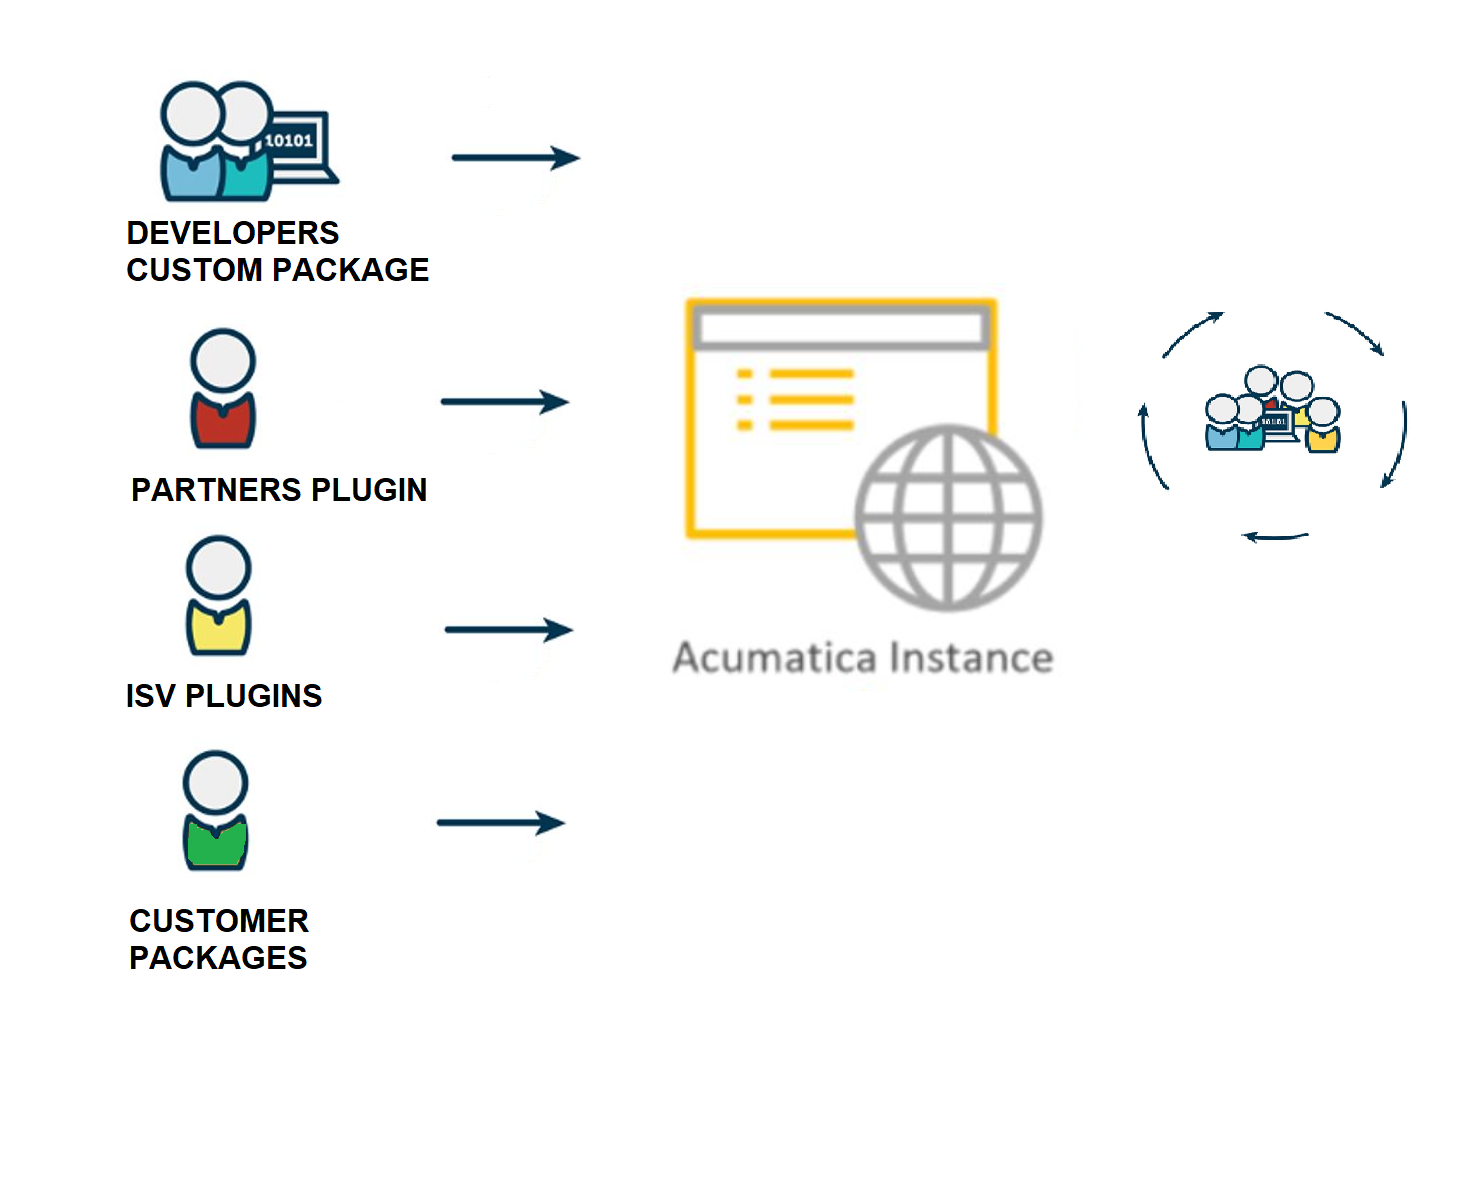 10101
DEVELOPERS
CUSTOM PACKAGE
PARTNERS PLUGIN
ISV PLUGINS
CUSTOMER
PACKAGES
Acumatica Instance